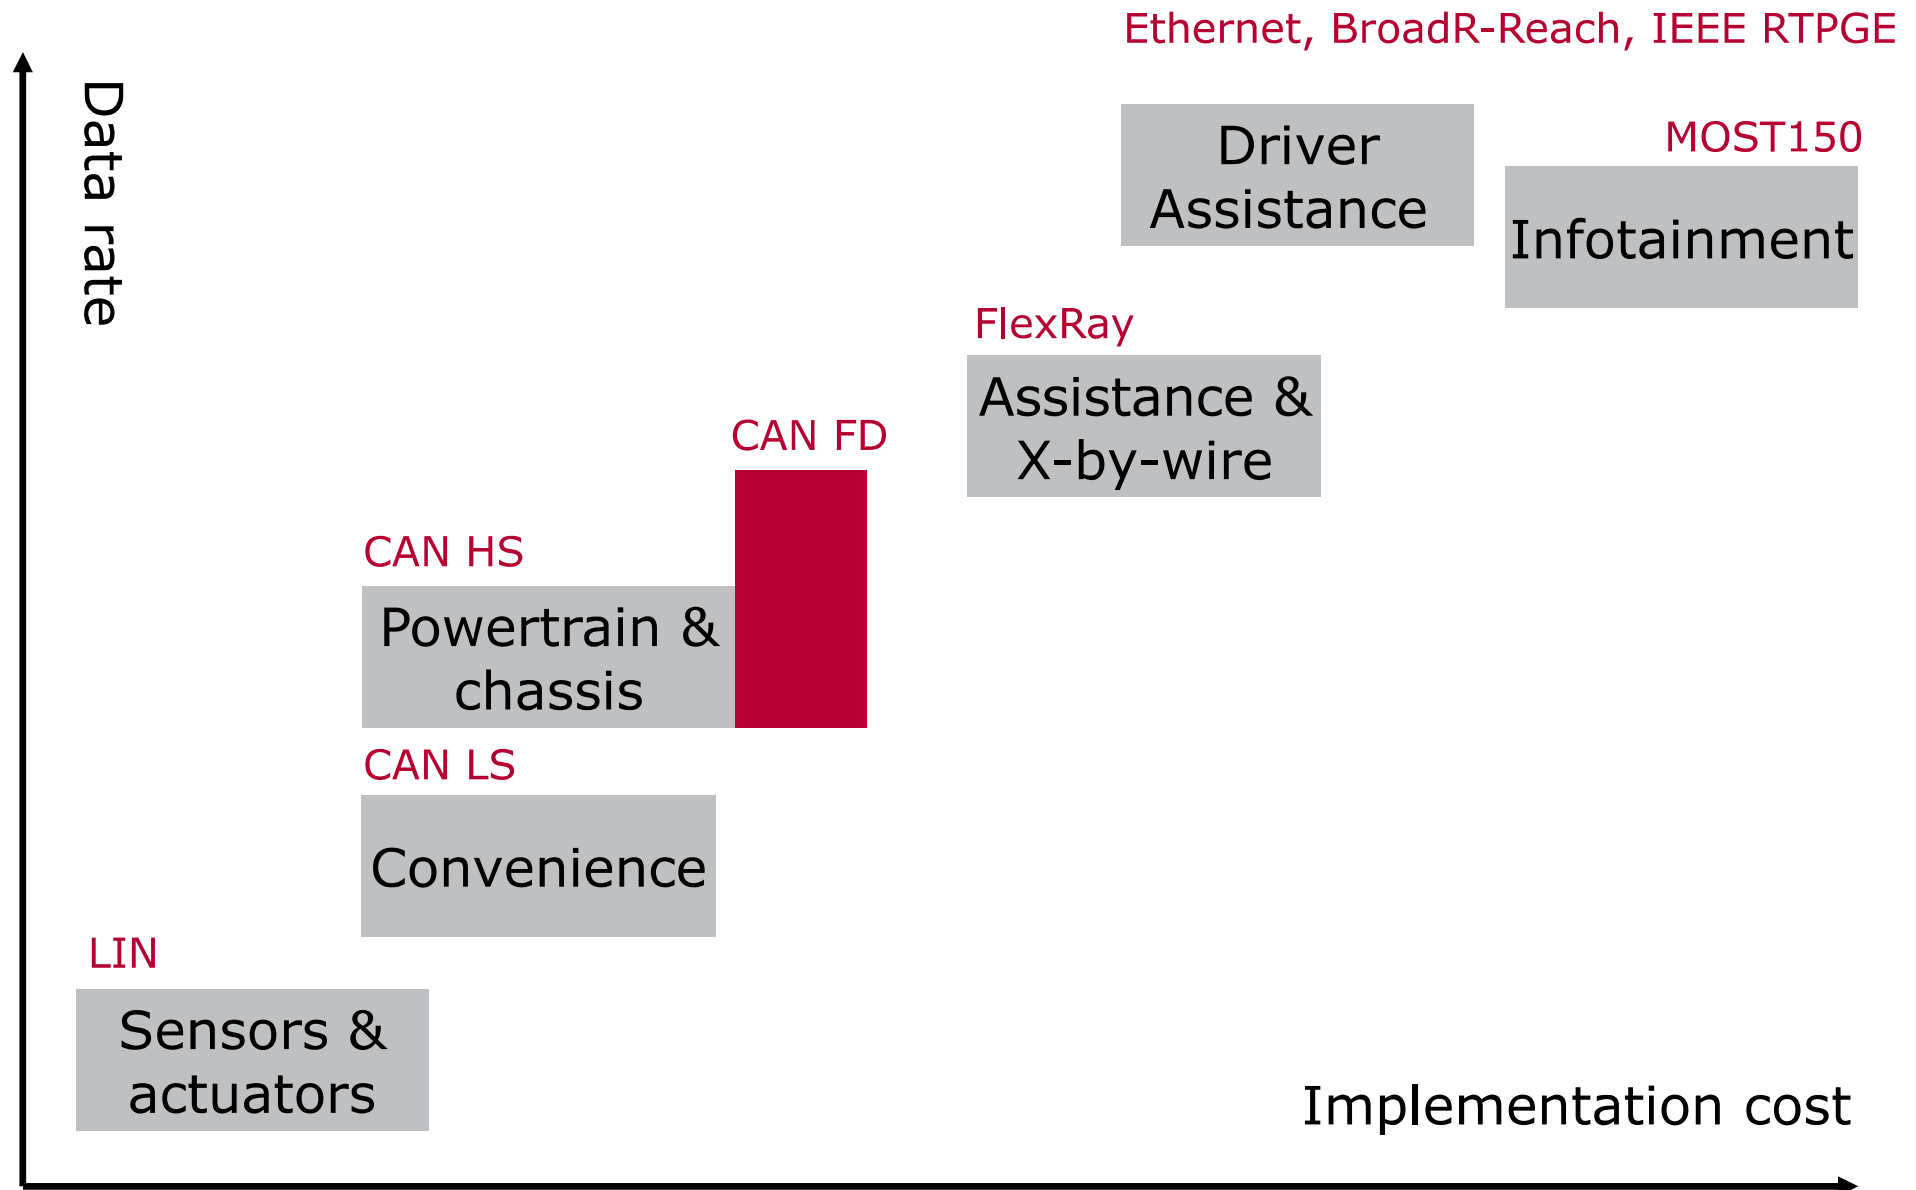 Ethernet, BroadR-Reach, IEEE RTPGE
Data rate
Driver
Assistance
MOST150
Infotainment
FlexRay
Assistance &
X-by-wire
CAN FD
CAN HS
Powertrain &
chassis
CAN LS
Convenience
LIN
Sensors &
actuators
Implementation cost